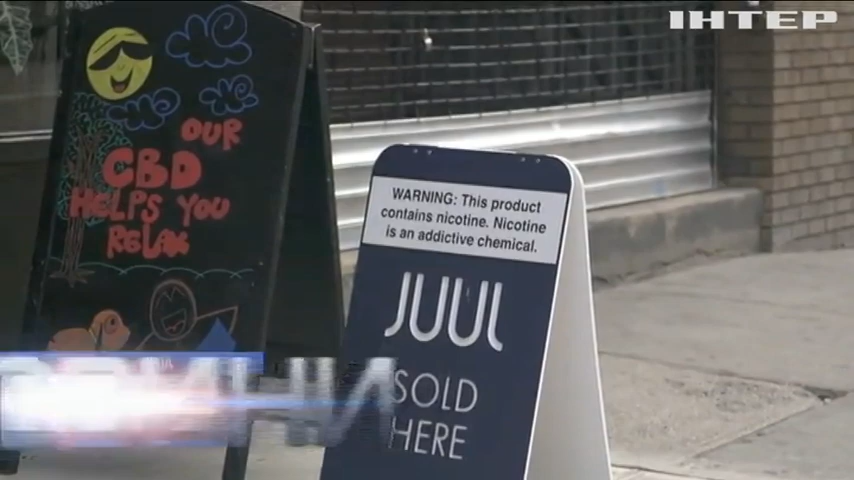 ІНТЕР
OUR
CBD
HELPS YOU
RELAX
WARNING: This product
contains nicotine. Nicotine
is an addictive chemical.
JUUL
SOLD
HERE